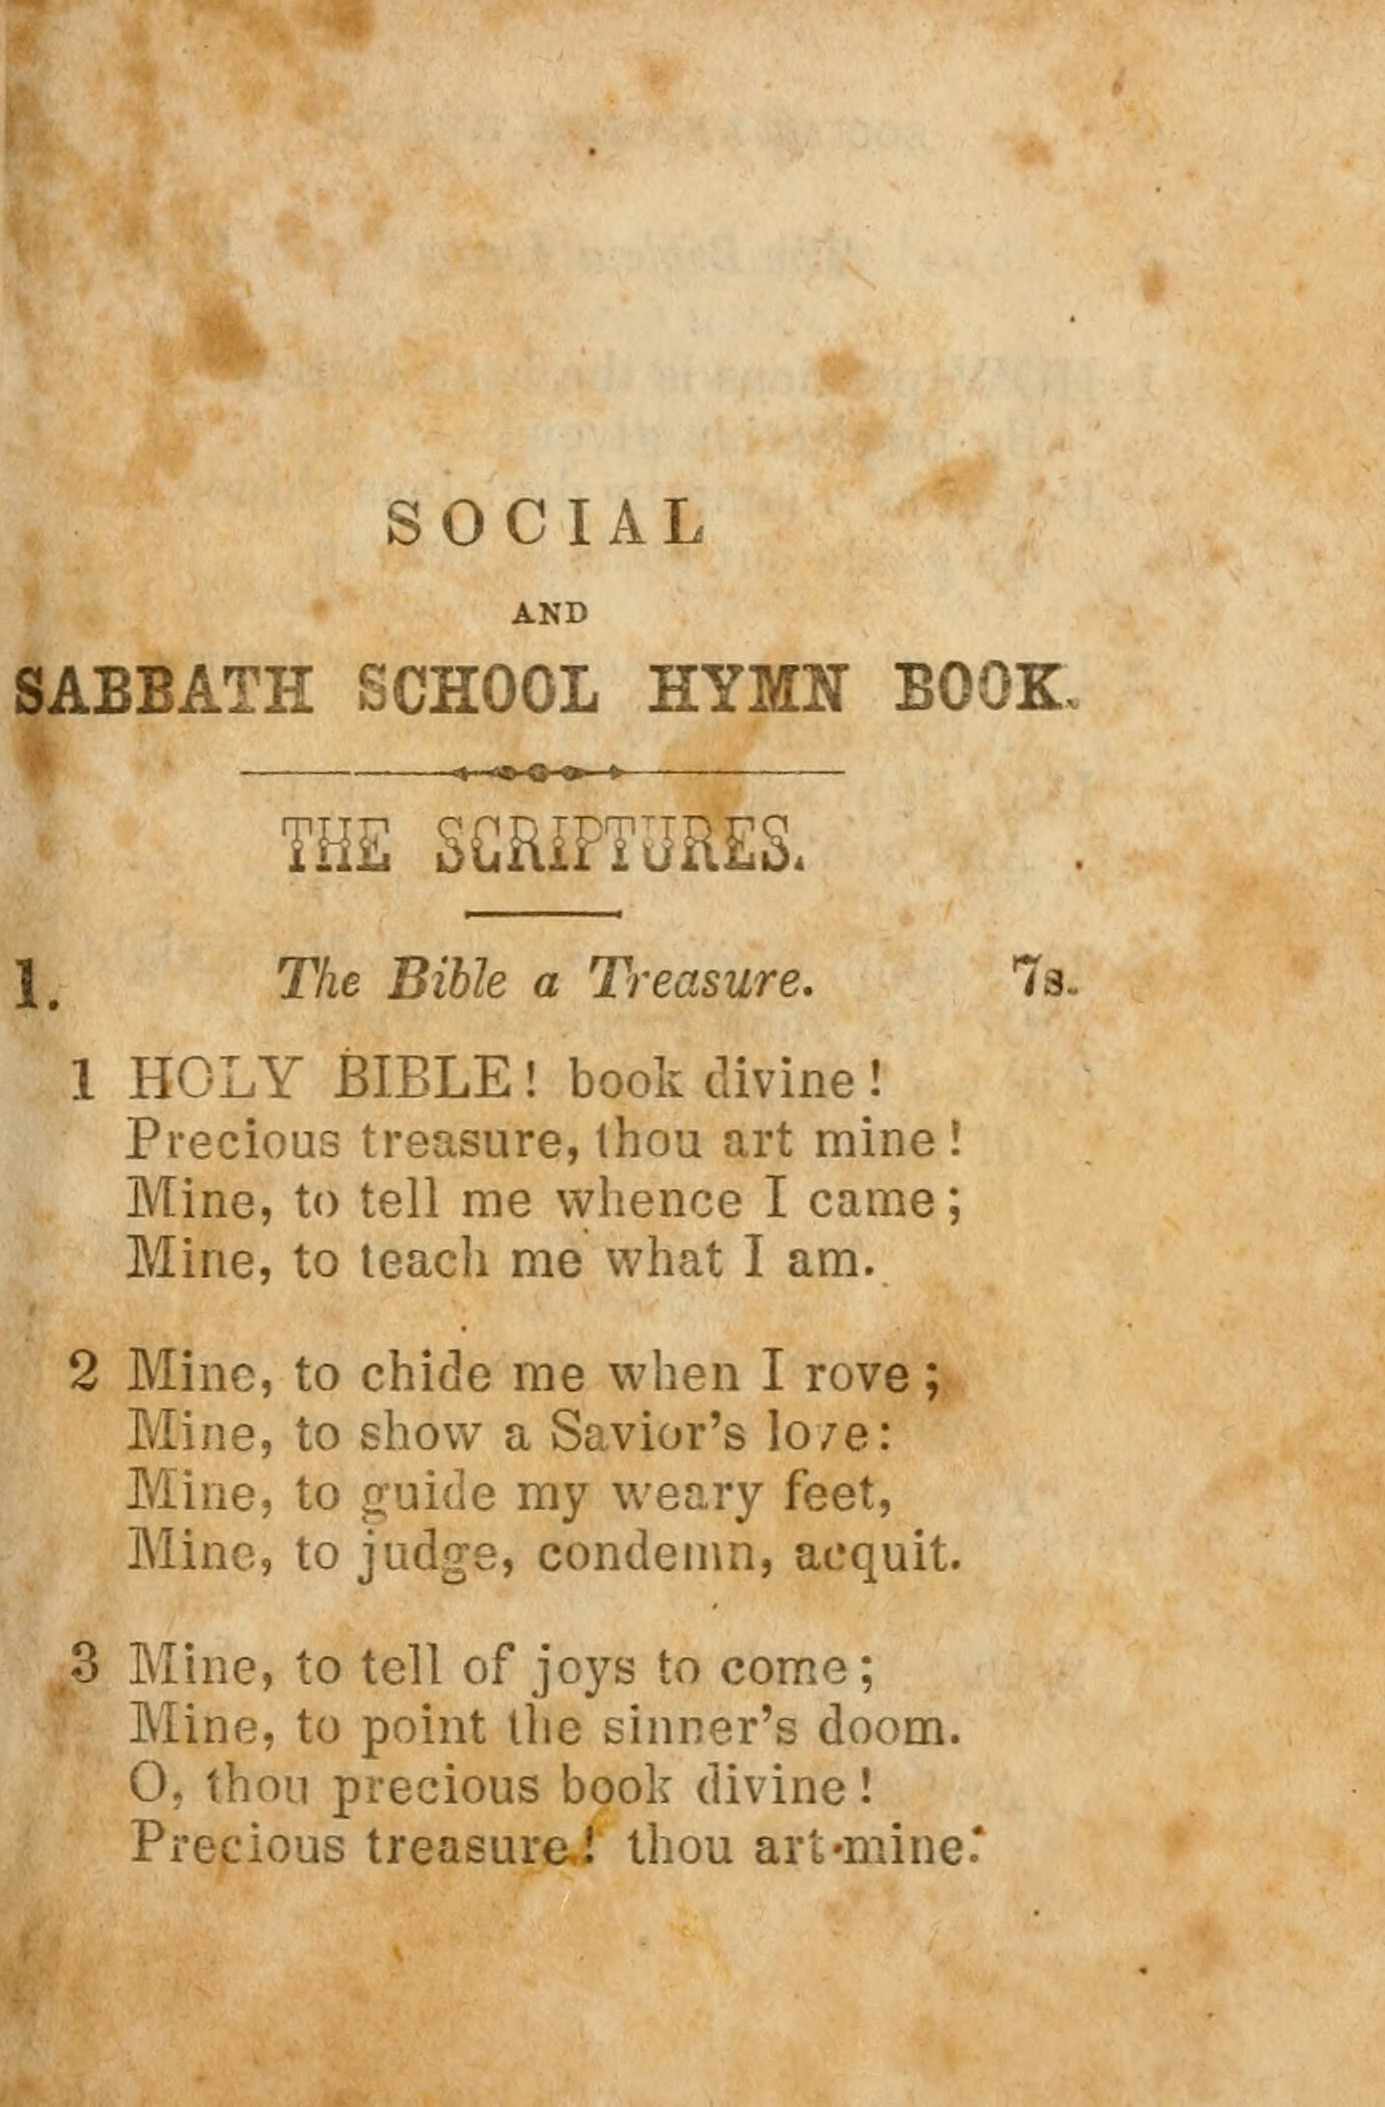 SOCIAL
AND
SABBATH SCHOOL HYMN BOOK.
THE SCRIPTURES.
1. The Bible a Treasure. 7s.
1 HOLY BIBLE! book divine!
Precious treasure, thou art mine!
Mine, to tell me whence I came;
Mine, to teach me what I am.
2 Mine, to chide me when I rove;
Mine, to show a Savior's love:
Mine, to guide my weary feet,
Mine, to judge, condemn, acquit.
3 Mine, to tell of joys to come;
Mine, to point the sinner's doom.
O, thou precious book divine!
Precious treasure! thou art mine.